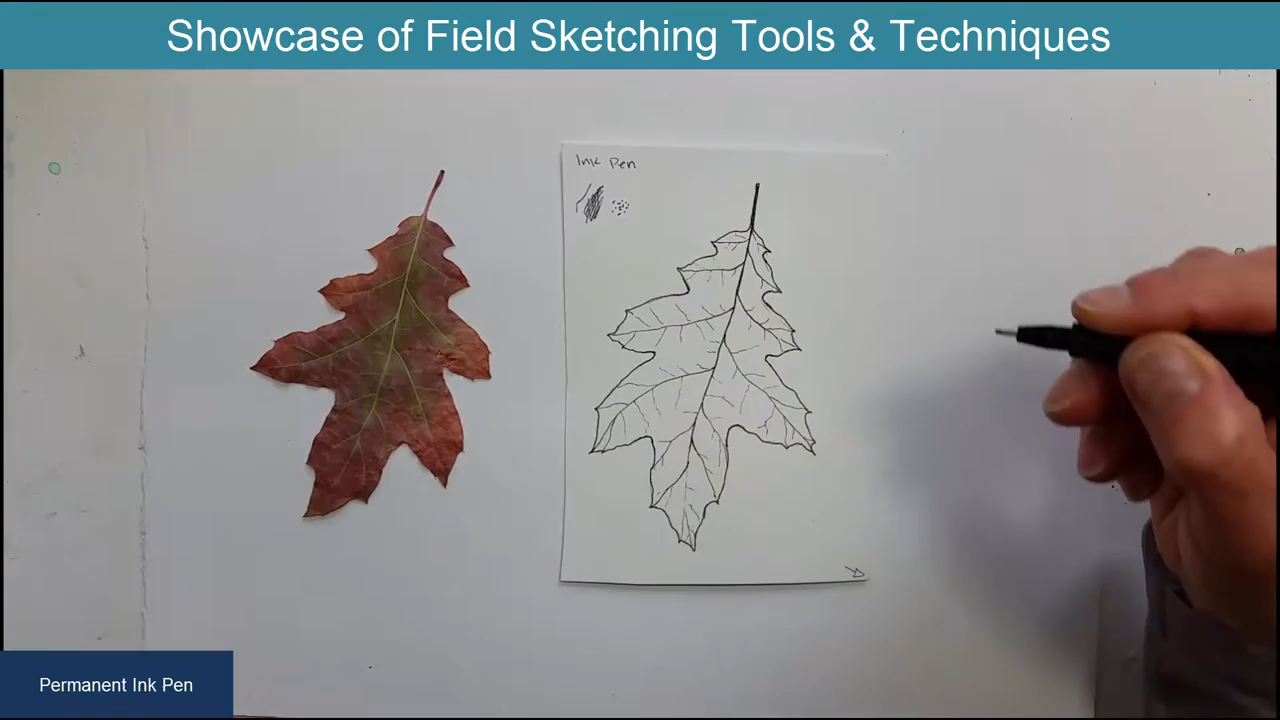 Showcase of Field Sketching Tools & Techniques
Ink Pen
Permanent Ink Pen